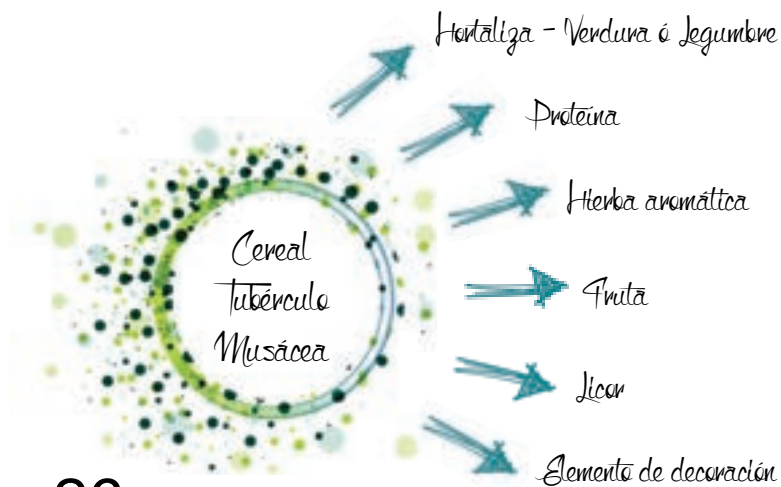 Hortaliza - Verdura ó Legumbre
Proteína
Hierba aromática
Cereal
Tubérculo
Musácea
Fruta
Licor
Elemento de decoración